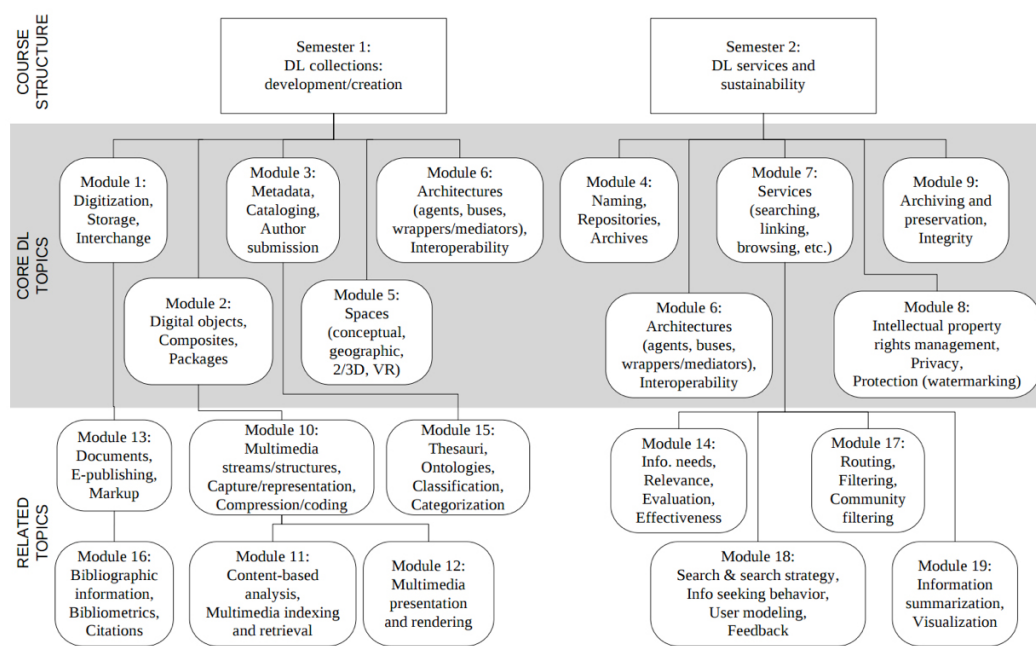 COURSE
STRUCTURE
Semester 1:
DL collections:
development/creation
Semester 2:
DL services and
sustainability
CORE DL
TOPICS
Module 1:
Digitization,
Storage,
Interchange
Module 3:
Metadata,
Cataloging,
Author
submission
Module 6:
Architectures
(agents, buses,
wrappers/mediators),
Interoperability
Module 4:
Naming,
Repositories,
Archives
Module 7:
Services
(searching,
linking,
browsing, etc.)
Module 9:
Archiving and
preservation,
Integrity
Module 2:
Digital objects,
Composites,
Packages
Module 5:
Spaces
(conceptual,
geographic,
2/3D, VR)
Module 6:
Architectures
(agents, buses,
wrappers/mediators),
Interoperability
Module 8:
Intellectual property
rights management,
Privacy,
Protection (watermarking)
RELATED
TOPICS
Module 13:
Documents,
E-publishing,
Markup
Module 10:
Multimedia
streams/structures,
Capture/representation,
Compression/coding
Module 15:
Thesauri,
Ontologies,
Classification,
Categorization
Module 14:
Info. needs,
Relevance,
Evaluation,
Effectiveness
Module 17:
Routing,
Filtering,
Community
filtering
Module 16:
Bibliographic
information,
Bibliometrics,
Citations
Module 11:
Content-based
analysis,
Multimedia indexing
and retrieval
Module 12:
Multimedia
presentation
and rendering
Module 18:
Search & search strategy,
Info seeking behavior,
User modeling,
Feedback
Module 19:
Information
summarization,
Visualization